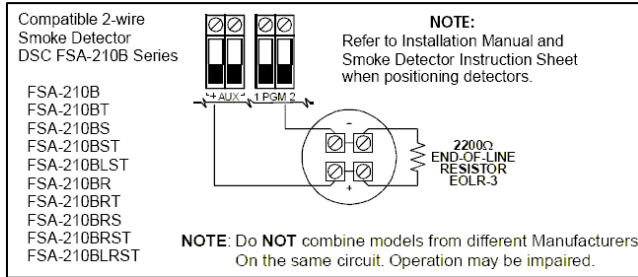 Compatible 2-wire
Smoke Detector
DSC FSA-210B Series
FSA-210B
FSA-210BT
FSA-210BS
FSA-210BST
FSA-210BLST
FSA-210BR
FSA-210BRT
FSA-210BRS
FSA-210BRST
FSA-210BLRST
NOTE:
Refer to Installation Manual and
Smoke Detector Instruction Sheet
when positioning detectors.
+ AUX - 1 PGM 2
-
+
2200Ω
END-OF-LINE
RESISTOR
EOLR-3
NOTE: Do NOT combine models from different Manufacturers
On the same circuit. Operation may be impaired.